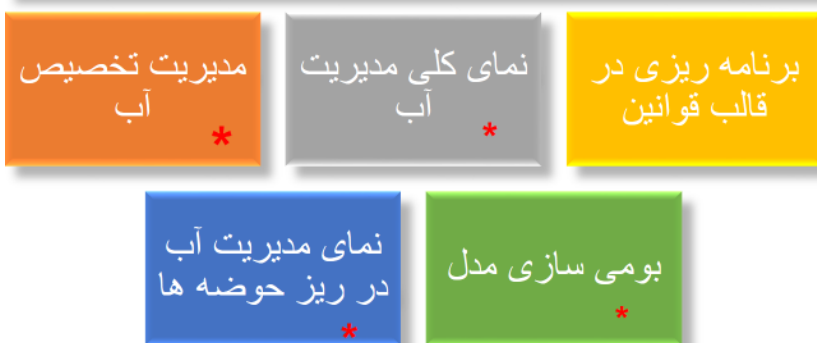 برنامه ریزی در
قالب قوانین
نمای کلی مدیریت
آب
*
مدیریت تخصیص
آب
*
بومی سازی مدل
*
نمای مدیریت آب
در ریز حوضه ها
*